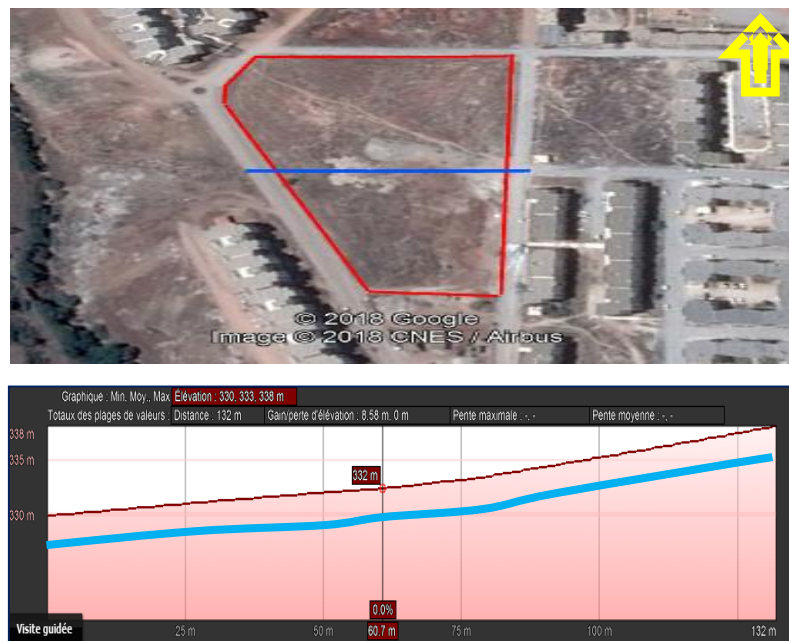 © 2018 Google
Image © 2018 CNES / Airbus
Graphique : Min. Moy., Max. Élévation : 330, 333, 338 m
Totaux des plages de valeurs : Distance : 132 m Gain/perte d'élévation : 8.58 m, 0 m Pente maximale : -, - Pente moyenne : -, -
338 m
335 m
332 m
330 m
0.0%
Visite guidée 25 m 50 m 60.7 m 75 m 100 m 132 m